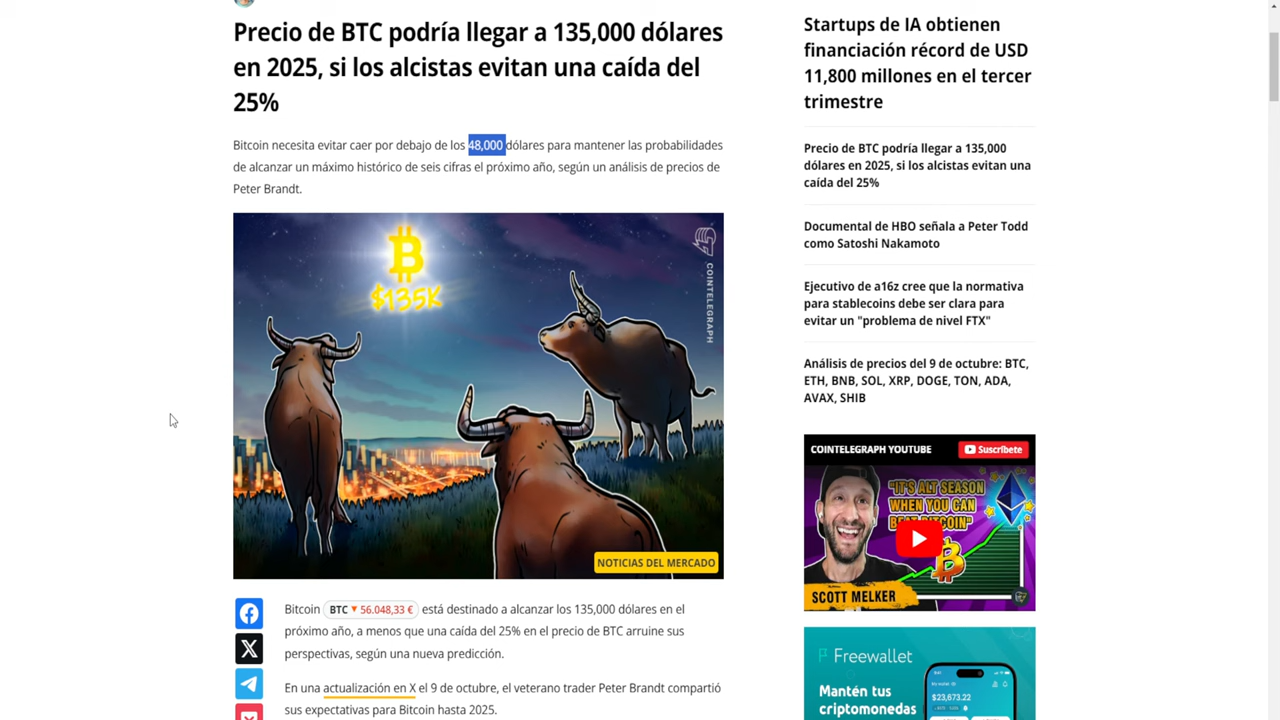 Precio de BTC podría llegar a 135,000 dólares
en 2025, si los alcistas evitan una caída del
25%
Bitcoin necesita evitar caer por debajo de los 48,000 dólares para mantener las probabilidades
de alcanzar un máximo histórico de seis cifras el próximo año, según un análisis de precios de
Peter Brandt.
$135K
COINTELEGRAPH
NOTICIAS DEL MERCADO
Bitcoin BTC ▼ 56.048,33 € está destinado a alcanzar los 135,000 dólares en el
próximo año, a menos que una caída del 25% en el precio de BTC arruine sus
perspectivas, según una nueva predicción.
En una actualización en X el 9 de octubre, el veterano trader Peter Brandt compartió
sus expectativas para Bitcoin hasta 2025.
Startups de IA obtienen
financiación récord de USD
11,800 millones en el tercer
trimestre
Precio de BTC podría llegar a 135,000
dólares en 2025, si los alcistas evitan una
caída del 25%
Documental de HBO señala a Peter Todd
como Satoshi Nakamoto
Ejecutivo de a16z cree que la normativa
para stablecoins debe ser clara para
evitar un "problema de nivel FTX"
Análisis de precios del 9 de octubre: BTC,
ETH, BNB, SOL, XRP, DOGE, TON, ADA,
AVAX, SHIB
COINTELEGRAPH YOUTUBE
Suscríbete
"IT'S ALT SEASON
WHEN YOU CAN
BEAT BITCOIN"
SCOTT MELKER
Freewallet
Mantén tus
criptomonedas
$23,673.22